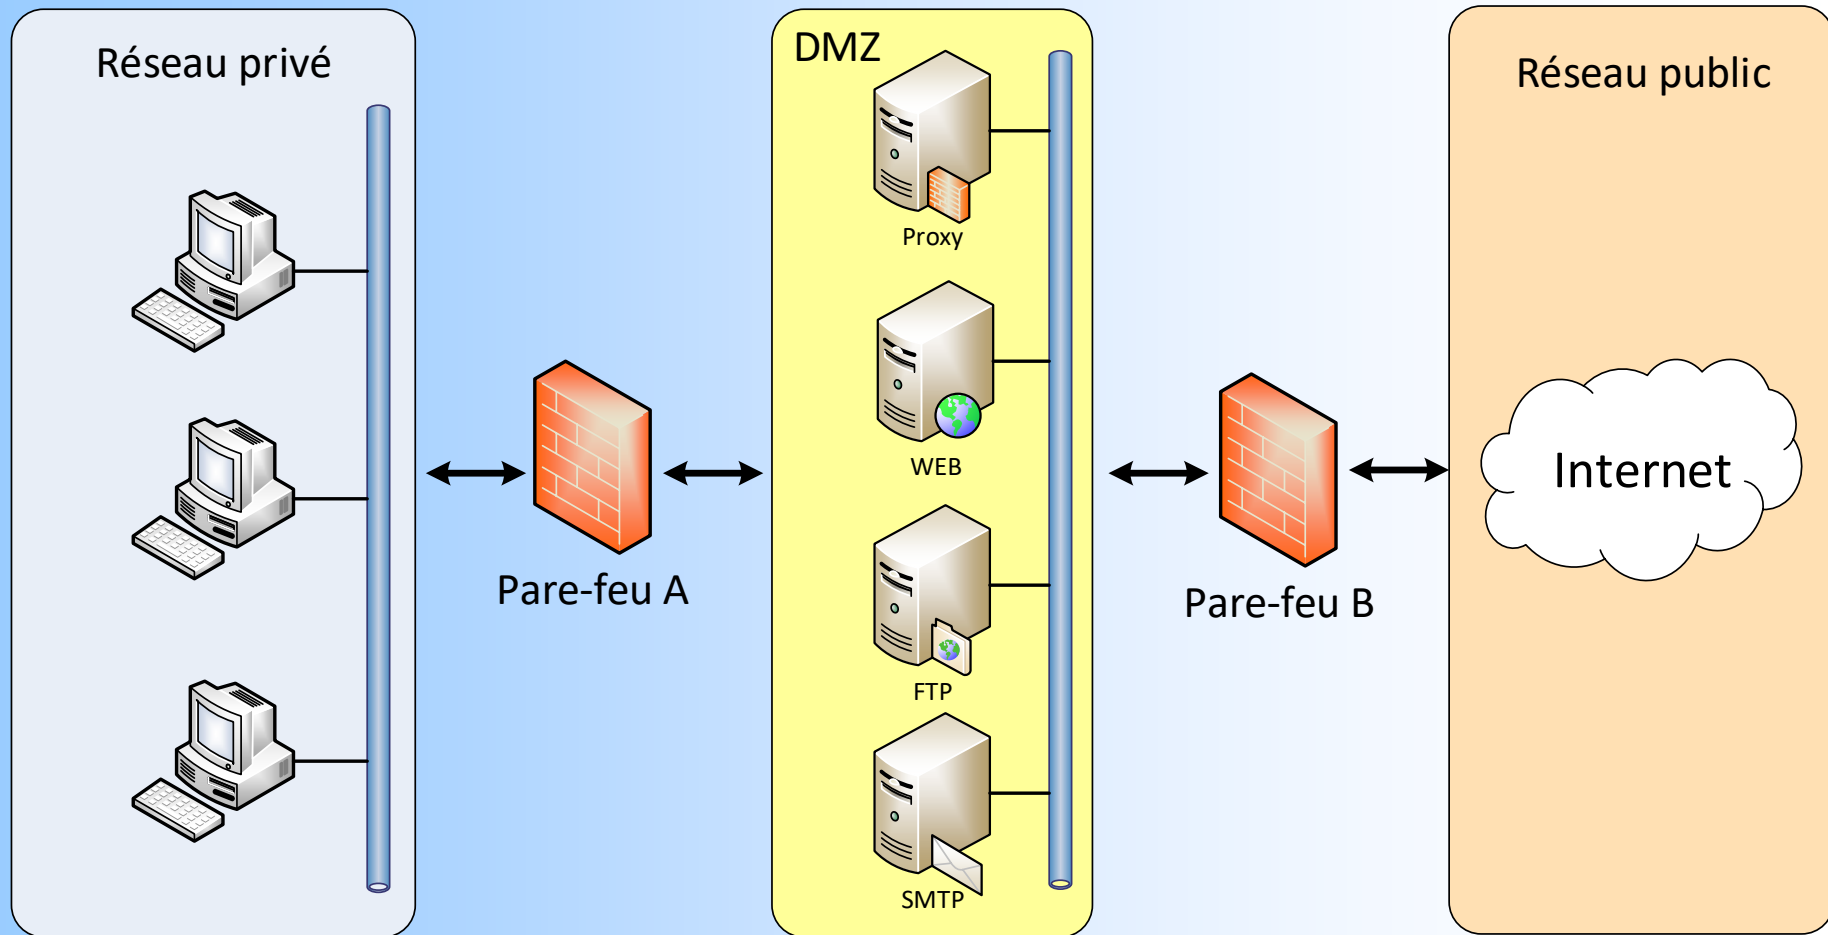 Réseau privé
DMZ
Réseau public
Proxy
WEB
Internet
Pare-feu A
Pare-feu B
FTP
SMTP